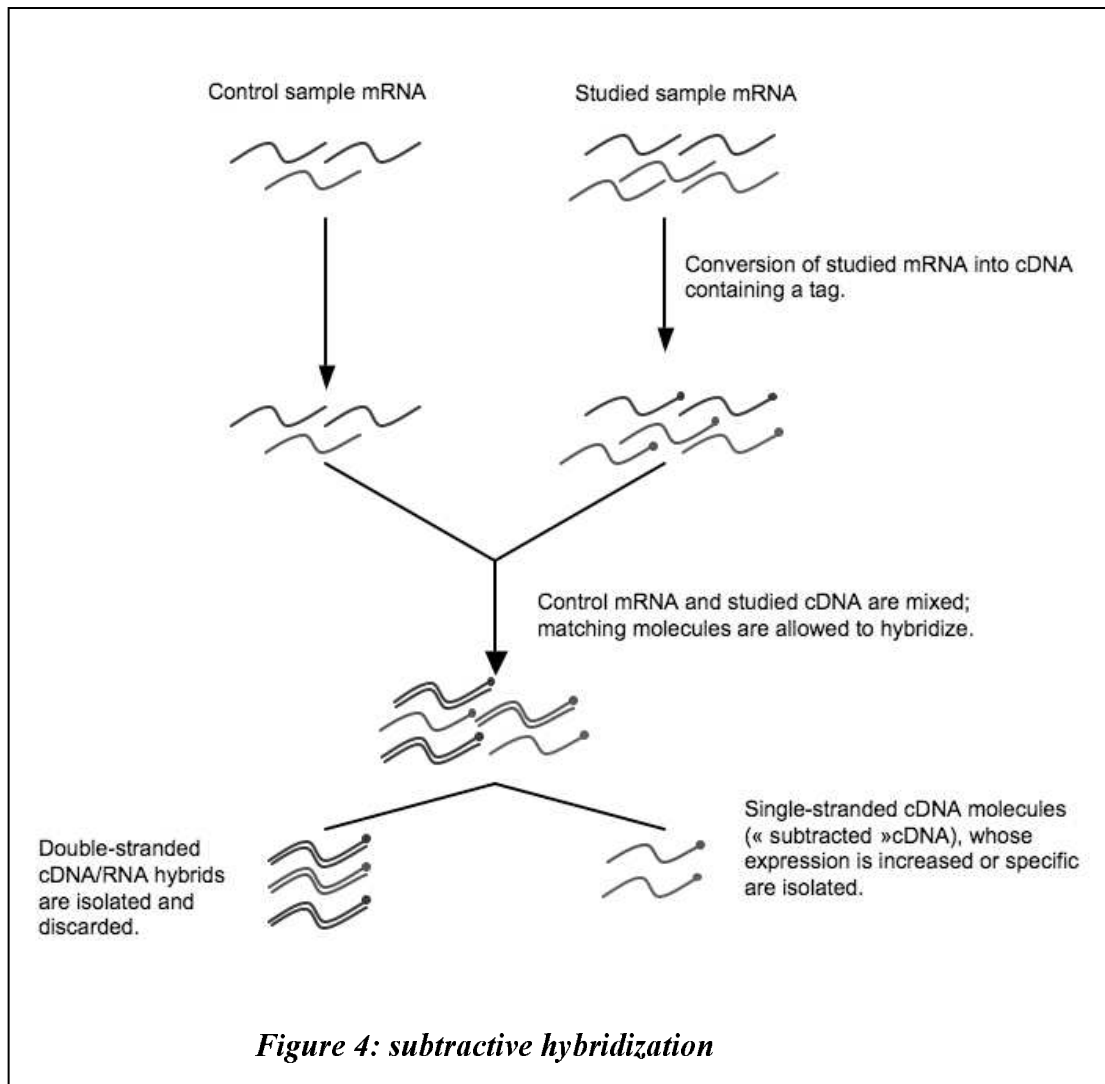 Control sample mRNA
Studied sample mRNA
Conversion of studied mRNA into cDNA
containing a tag.
Control mRNA and studied cDNA are mixed;
matching molecules are allowed to hybridize.
Double-stranded
cDNA/RNA hybrids
are isolated and
discarded.
Single-stranded cDNA molecules
(« subtracted »cDNA), whose
expression is increased or specific
are isolated.
Figure 4: subtractive hybridization